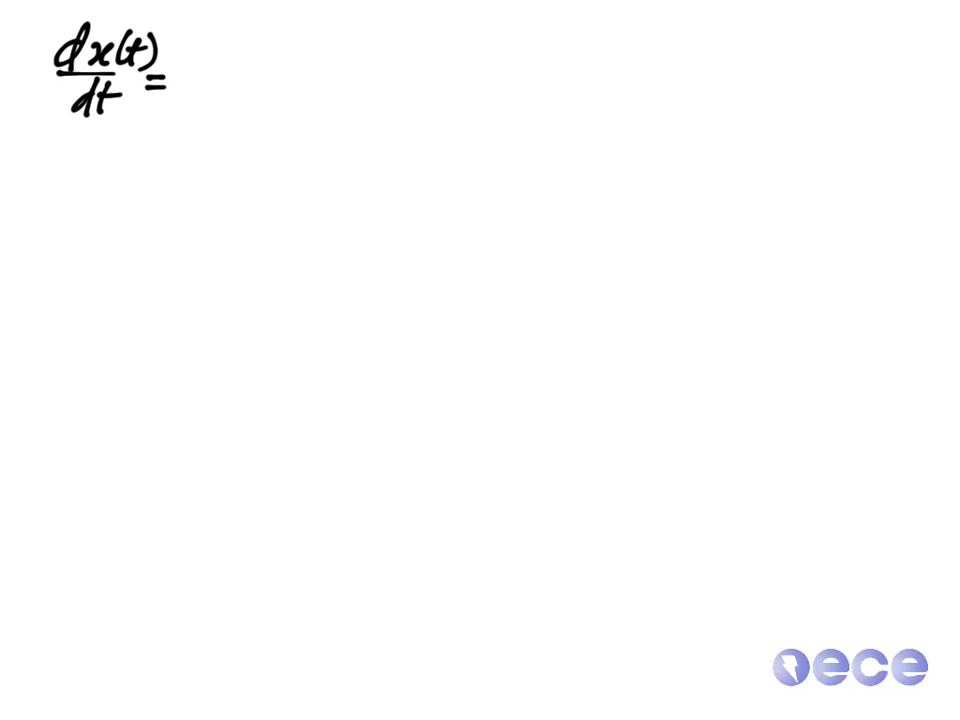 dx(t)/dt =
ece